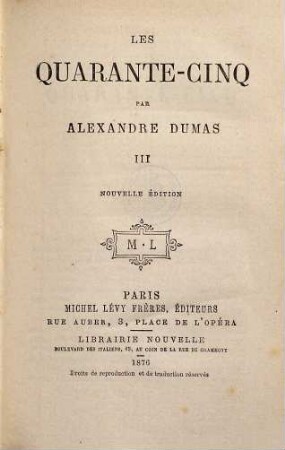 LES
QUARANTE-CINQ
PAR
ALEXANDRE DUMAS
III
NOUVELLE ÉDITION
M · L
PARIS
MICHEL LÉVY FRÈRES, ÉDITEURS
RUE AUBER, 3, PLACE DE L'OPÉRA
LIBRAIRIE NOUVELLE
BOULEVARD DES ITALIENS, 15, AU COIN DE LA RUE DE GRAMMONT
1876
Droits de reproduction et de traduction réservés